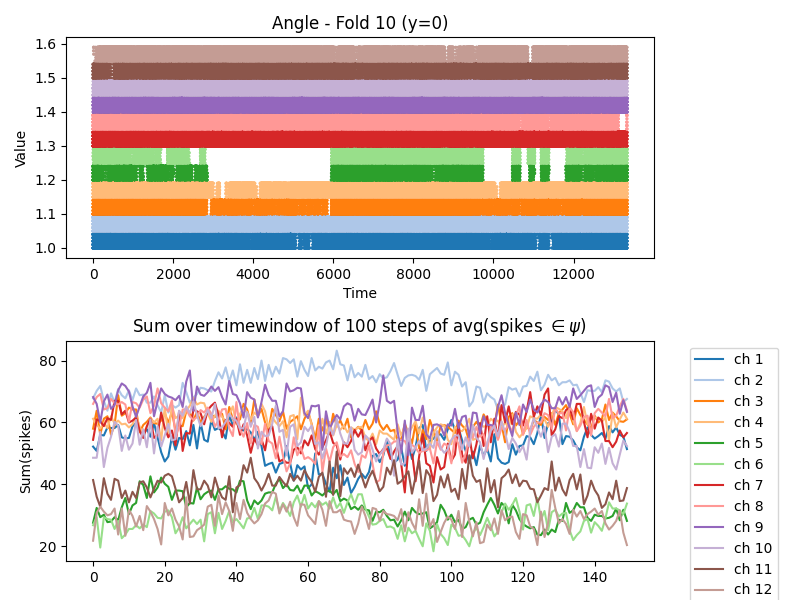 Angle - Fold 10 (y=0)
Value
1.6
1.5
1.4
1.3
1.2
1.1
1.0
0 2000 4000 6000 8000 10000 12000
Time
Sum over timewindow of 100 steps of avg(spikes ∈ ψ)
Sum(spikes)
80
60
40
20
0 20 40 60 80 100 120 140
ch 1
ch 2
ch 3
ch 4
ch 5
ch 6
ch 7
ch 8
ch 9
ch 10
ch 11
ch 12